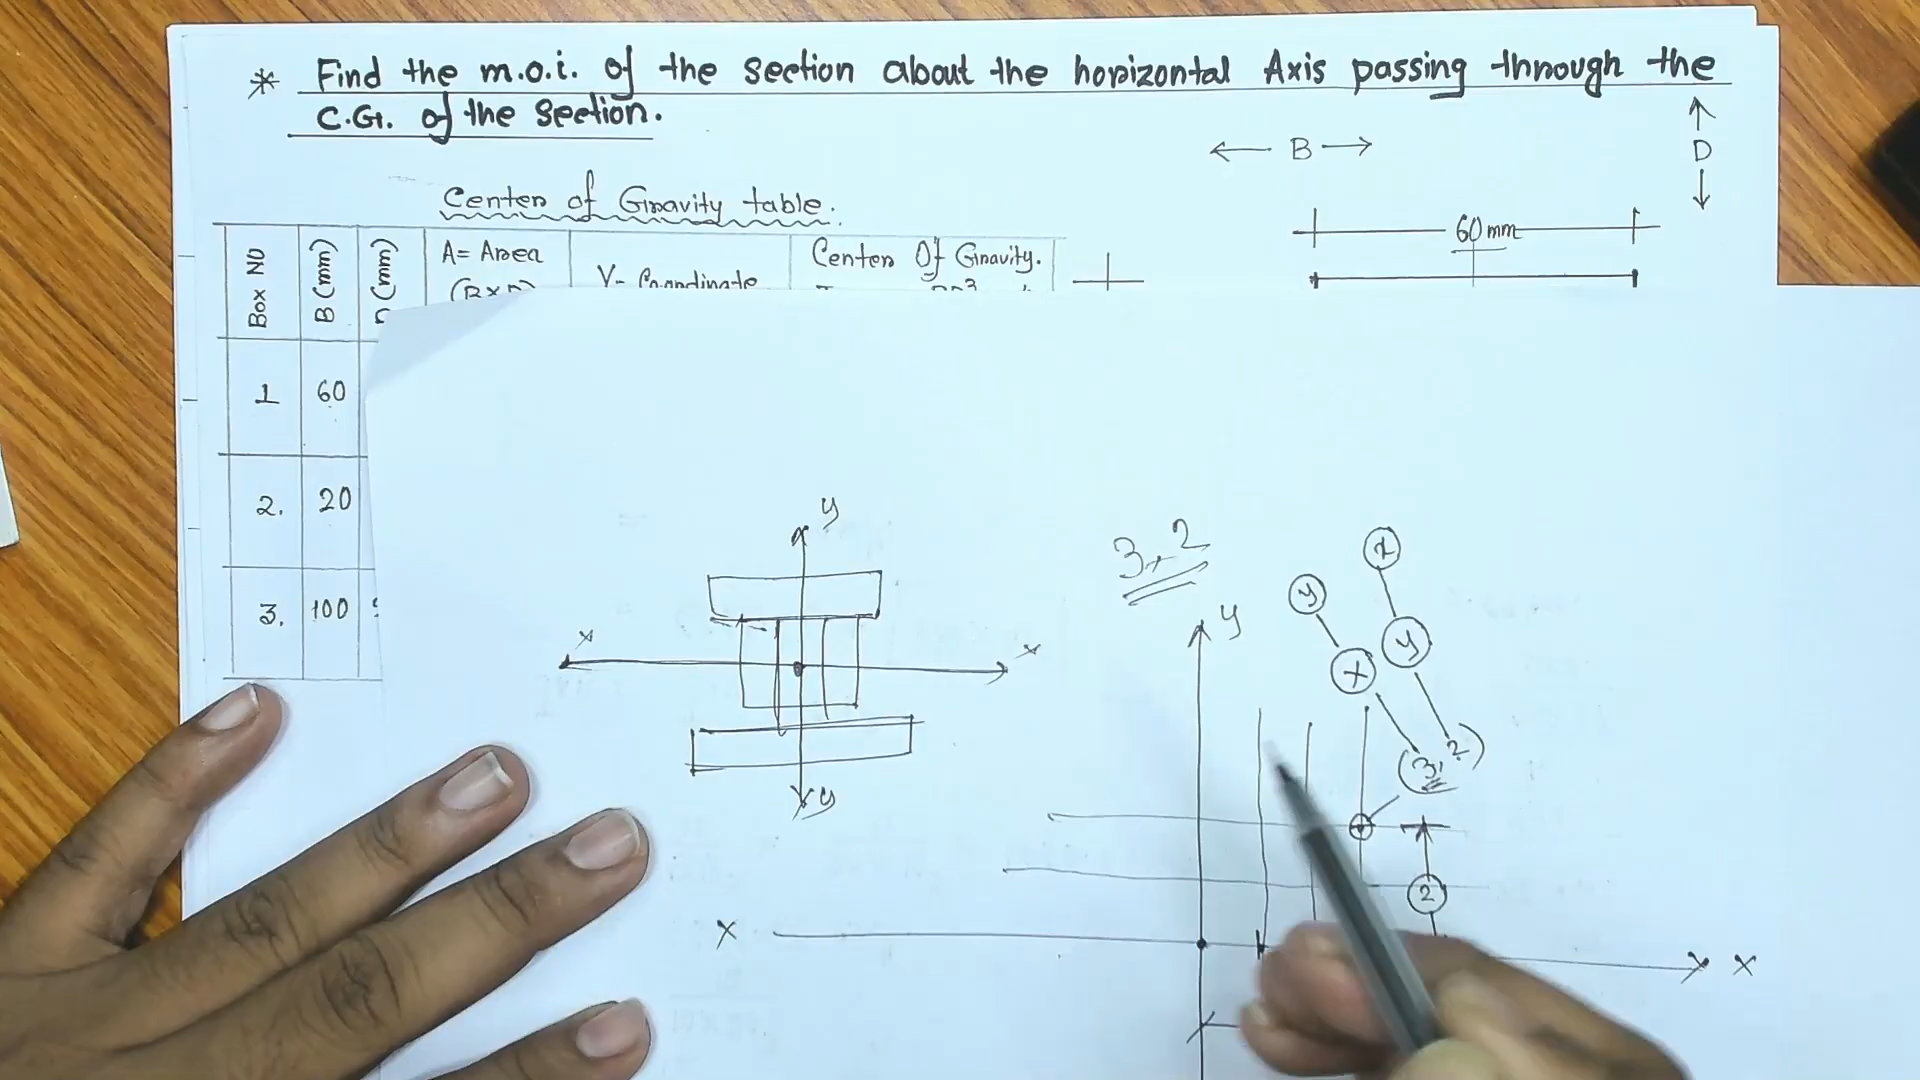 * Find the m.o.i. of the section about the horizontal Axis passing through the
C.G. of the section.
← B →
D
60 mm
Center of Gravity table.
Box NO
B (mm)
(mm)
A = Area
(B×D)
Y- Coordinate
Center Of Gravity.
1 60
2. 20
3. 100
y
x
x
y
3, 2
y
x
y
x
y
(3, 2)
2
X
X